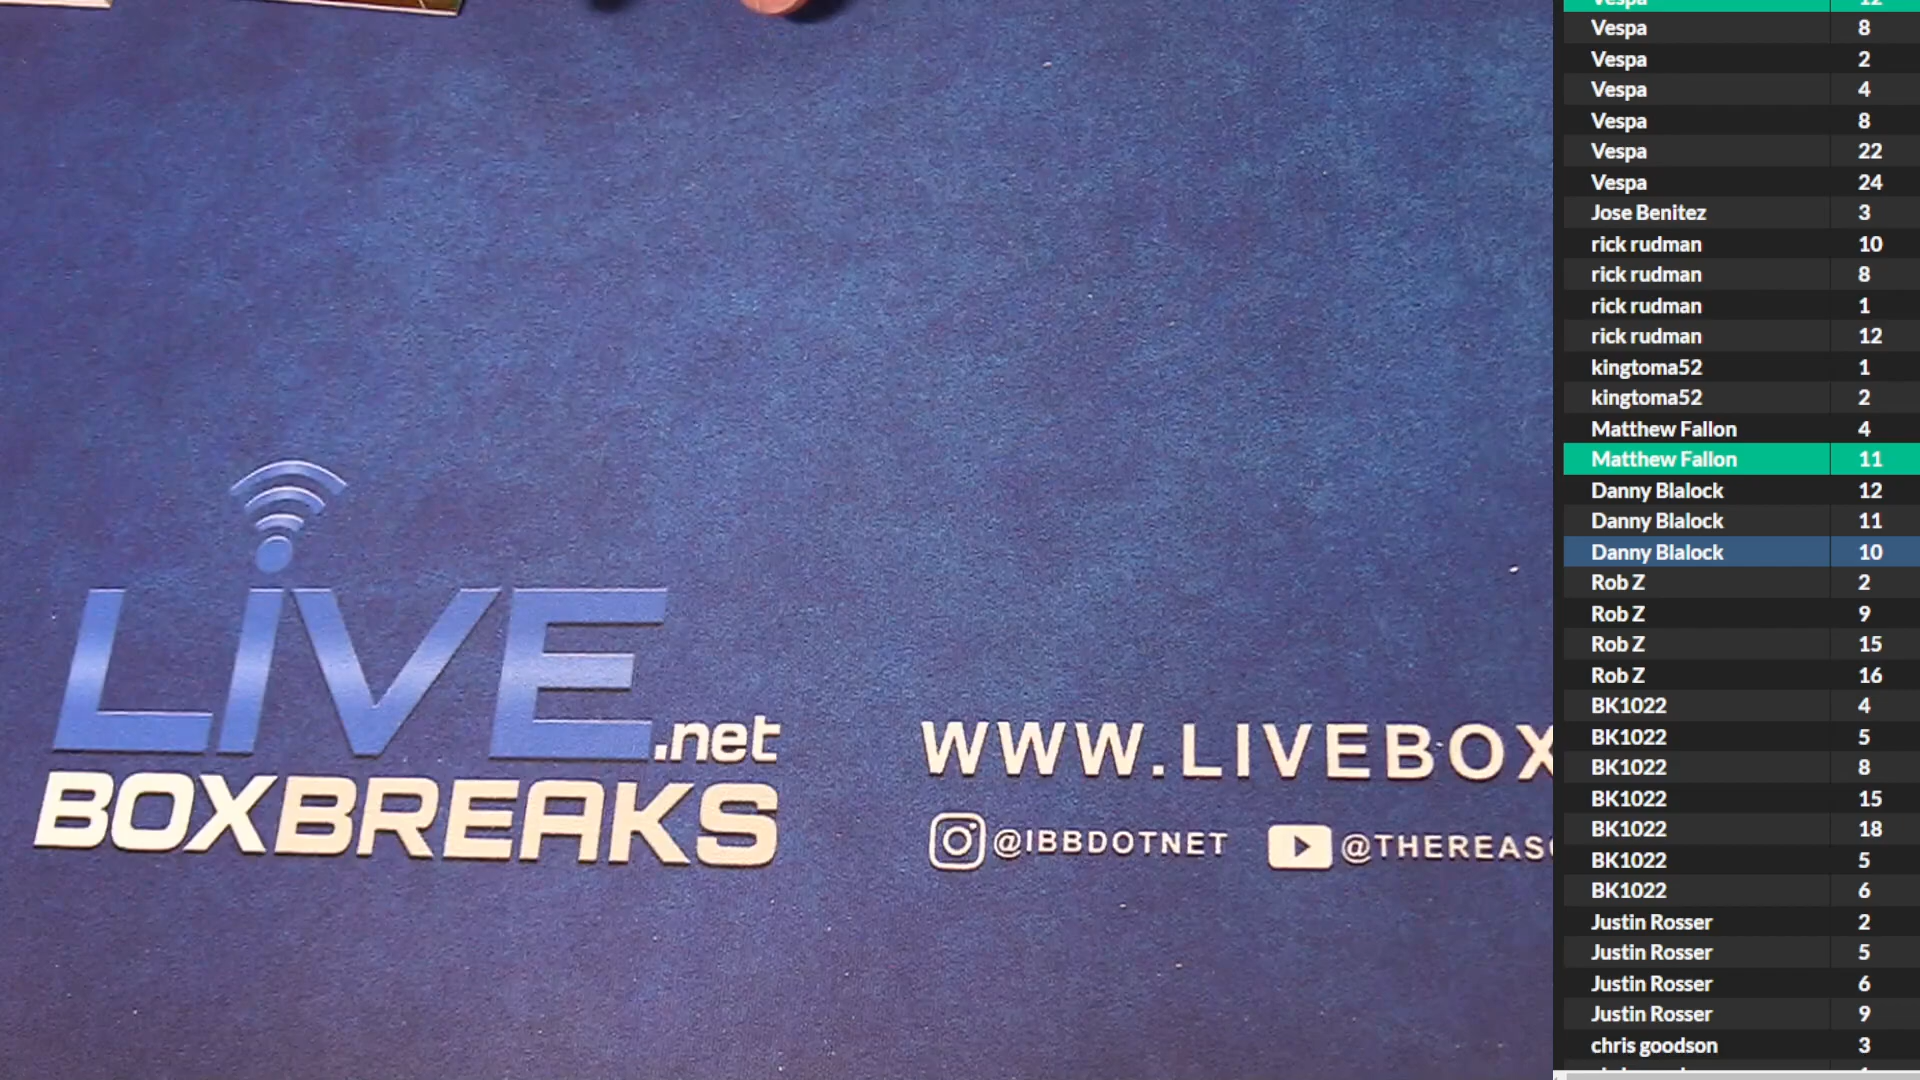 Vespa 12
Vespa 8
Vespa 2
Vespa 4
Vespa 8
Vespa 22
Vespa 24
Jose Benitez 3
rick rudman 10
rick rudman 8
rick rudman 1
rick rudman 12
kingtoma52 1
kingtoma52 2
Matthew Fallon 4
Matthew Fallon 11
Danny Blalock 12
Danny Blalock 11
Danny Blalock 10
Rob Z 2
Rob Z 9
Rob Z 15
Rob Z 16
BK1022 4
BK1022 5
BK1022 8
BK1022 15
BK1022 18
BK1022 5
BK1022 6
Justin Rosser 2
Justin Rosser 5
Justin Rosser 6
Justin Rosser 9
chris goodson 3
LIVE.net
BOXBREAKS
WWW.LIVEBOX
@IBBDOTNET @THEREASO